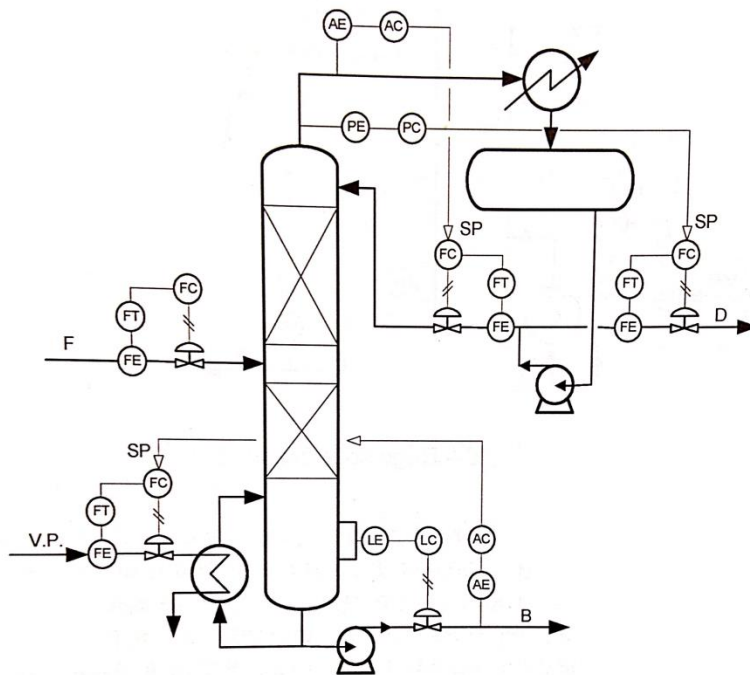 AE AC
PE PC
SP SP
FC FC
FC
FT FT
FT
FE FE D
F FE
SP
FC
FT
LE LC AC
V.P. FE
AE
B